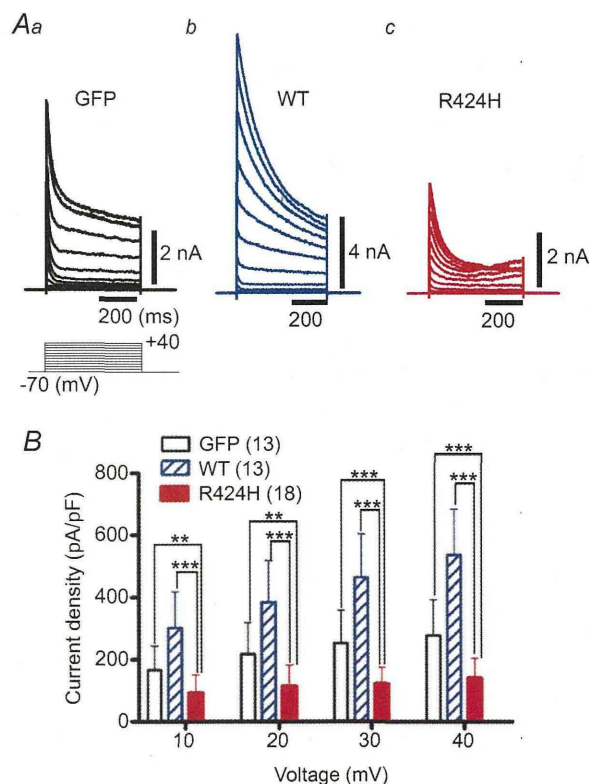 Aa b c
GFP WT R424H
2 nA 4 nA 2 nA
200 (ms) 200 200
+40
-70 (mV)
B
GFP (13)
WT (13)
R424H (18)
800
600
400
200
0
Current density (pA/pF)
** *** ** *** *** *** *** ***
10 20 30 40
Voltage (mV)